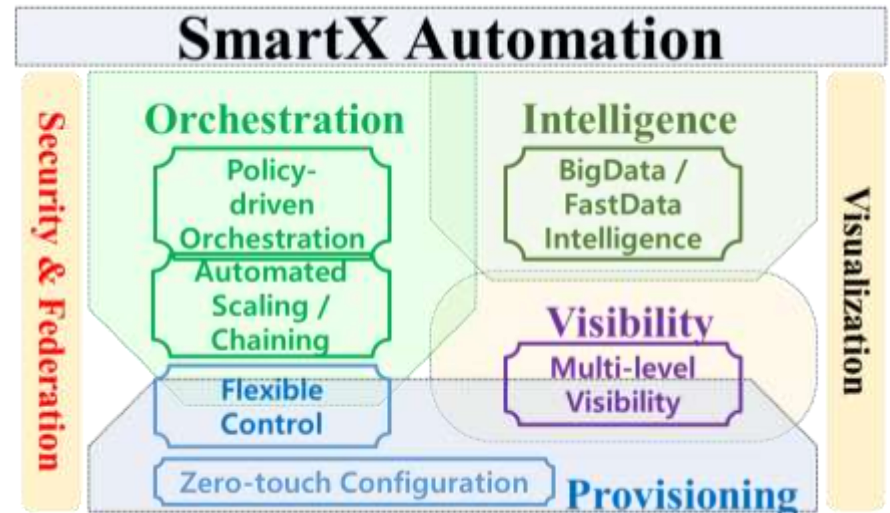 SmartX Automation
Security & Federation
Orchestration
Policy-
driven
Orchestration
Automated
Scaling /
Chaining
Flexible
Control
Zero-touch Configuration
Intelligence
BigData /
FastData
Intelligence
Visibility
Multi-level
Visibility
Provisioning
Visualization